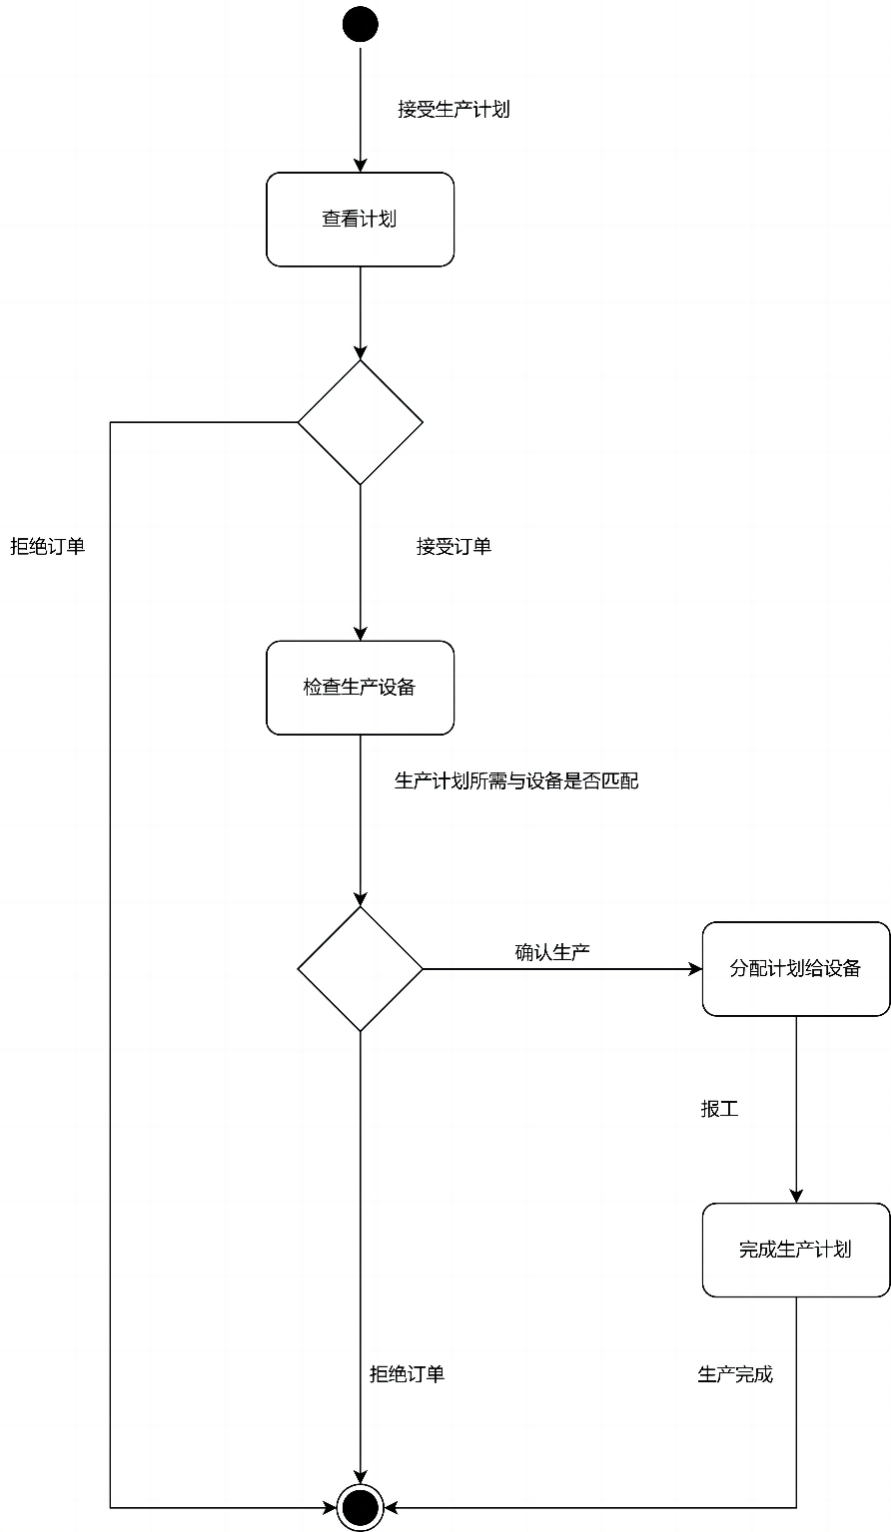 接受生产计划
查看计划
拒绝订单
接受订单
检查生产设备
生产计划所需与设备是否匹配
确认生产
分配计划给设备
报工
完成生产计划
拒绝订单
生产完成